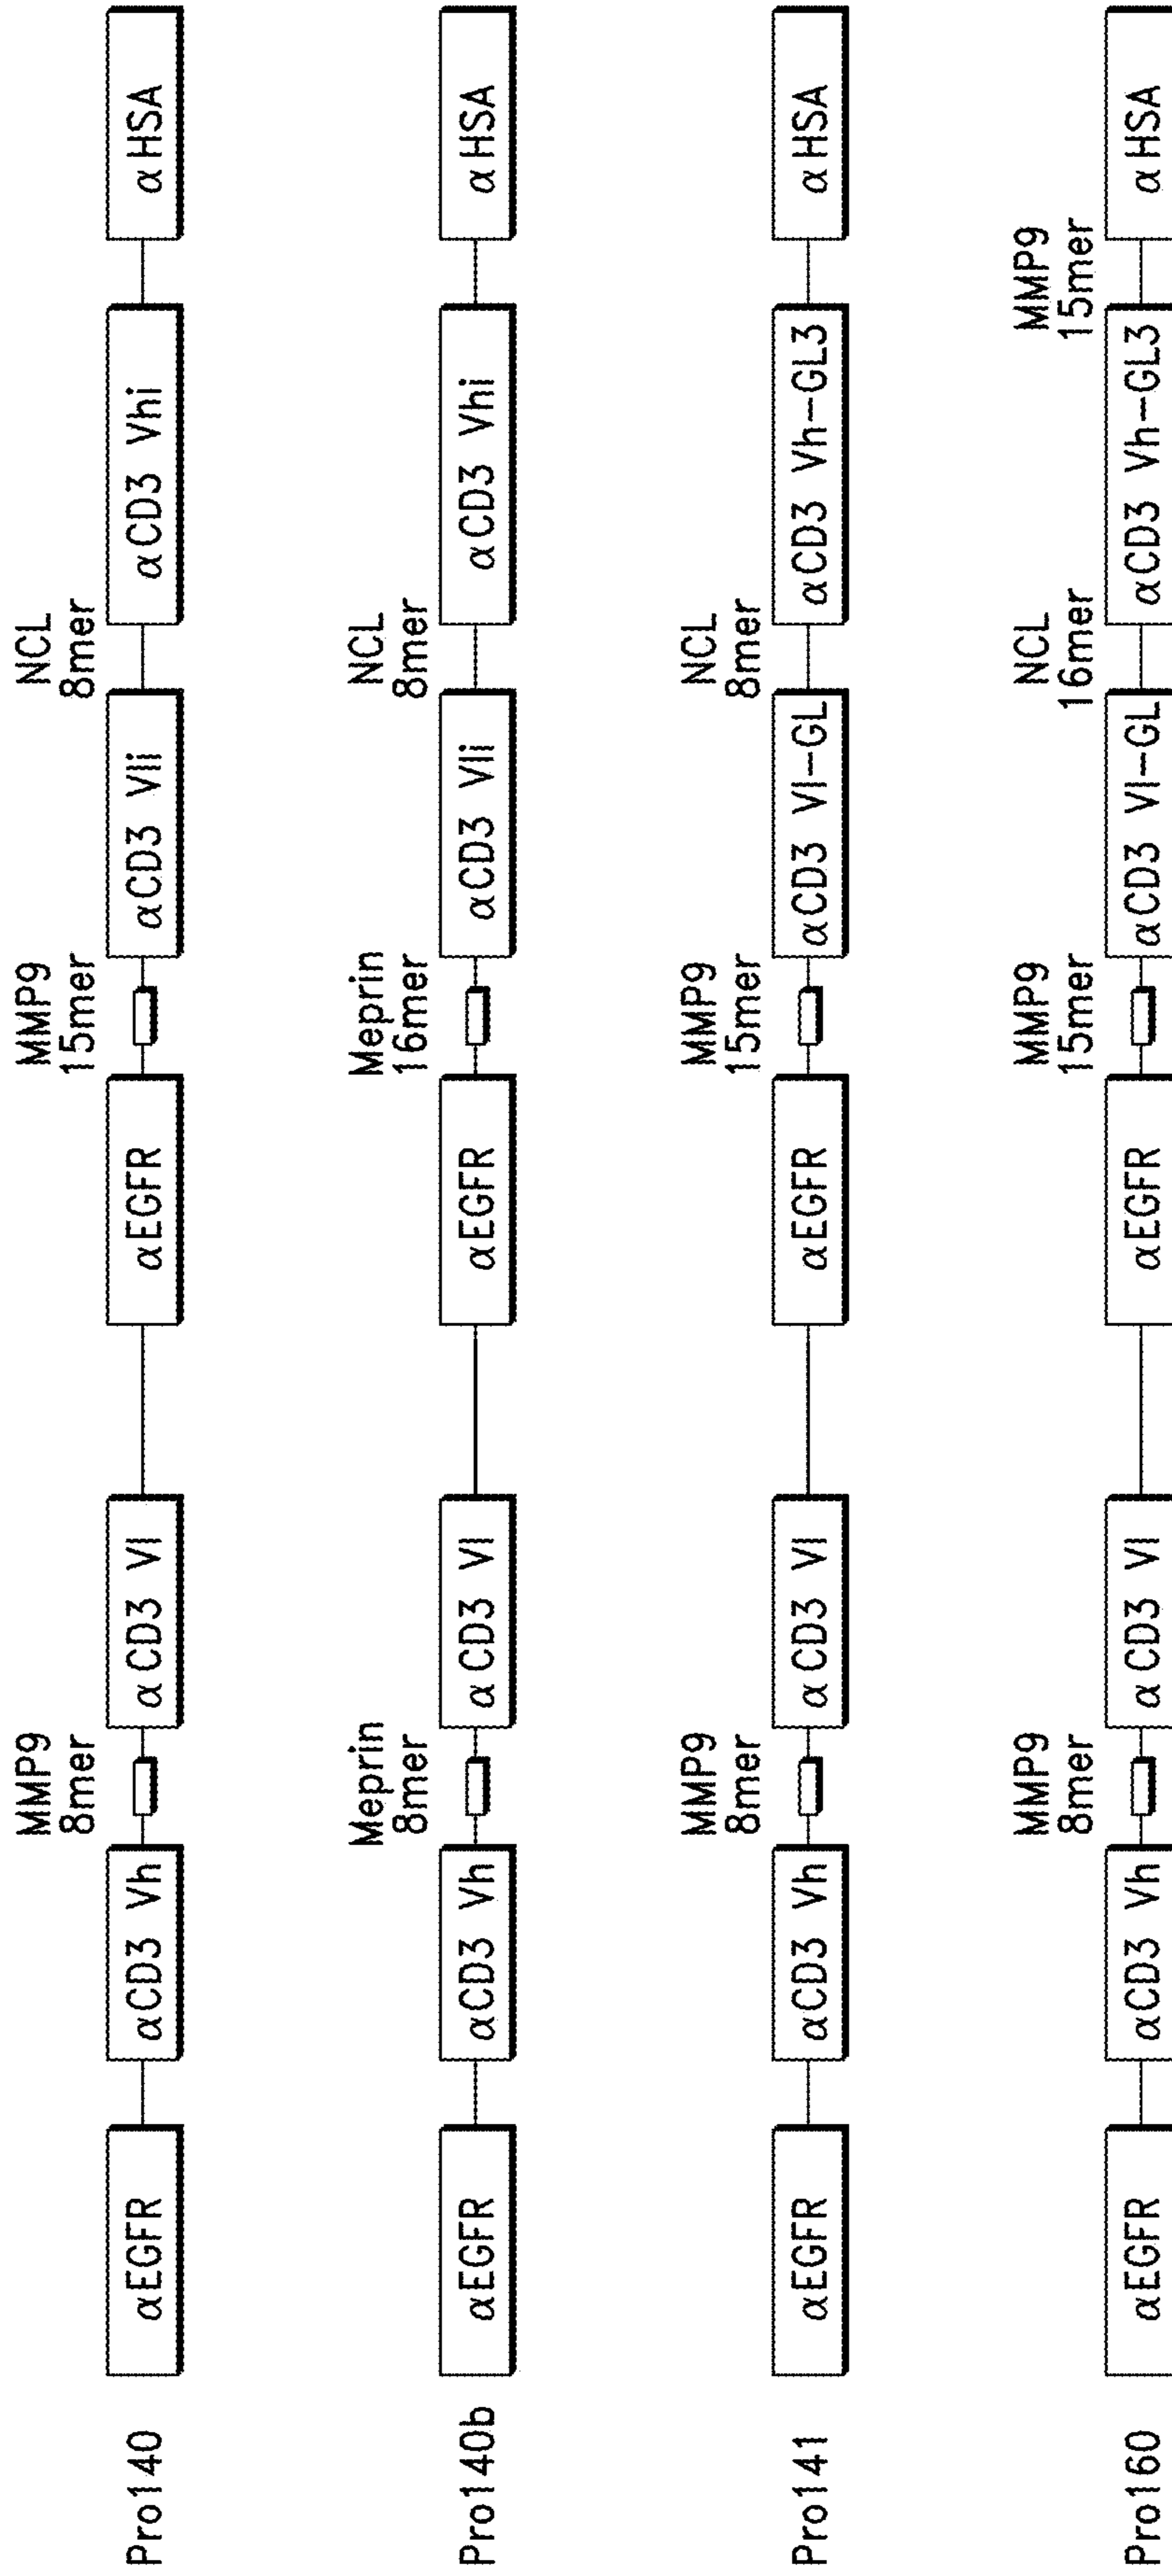 MMP9 MMP9 NCL
8mer 15mer 8mer
Pro140 αEGFR αCD3 Vh αCD3 Vl αEGFR αCD3 Vli αCD3 Vhi αHSA
Meprin Meprin NCL
8mer 16mer 8mer
Pro140b αEGFR αCD3 Vh αCD3 Vl αEGFR αCD3 Vli αCD3 Vhi αHSA
MMP9 MMP9 NCL
8mer 15mer 8mer
Pro141 αEGFR αCD3 Vh αCD3 Vl αEGFR αCD3 Vl-GL αCD3 Vh-GL3 αHSA
MMP9 MMP9 NCL MMP9
8mer 15mer 16mer 15mer
Pro160 αEGFR αCD3 Vh αCD3 Vl αEGFR αCD3 Vl-GL αCD3 Vh-GL3 αHSA